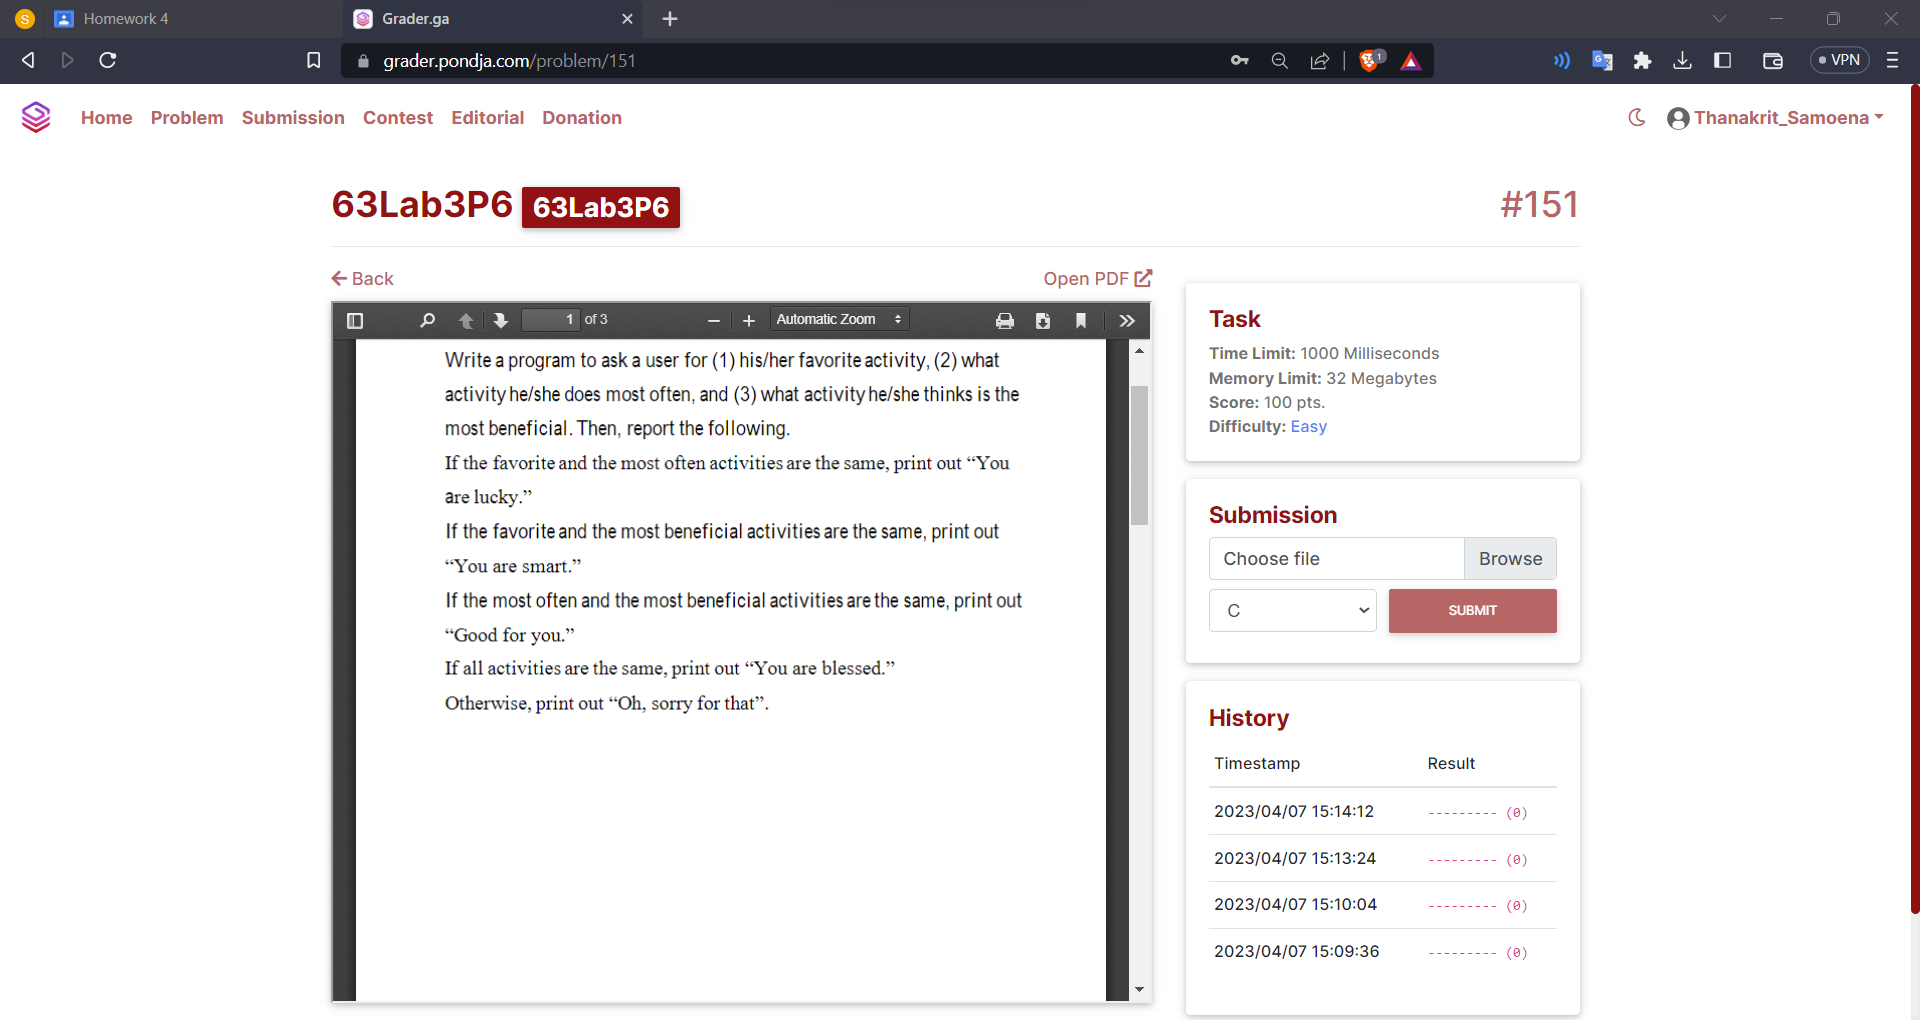 S
Homework 4
Grader.ga
grader.pondja.com/problem/151
1
VPN
Home Problem Submission Contest Editorial Donation
Thanakrit_Samoena
63Lab3P6 63Lab3P6
#151
Back
Open PDF
1 of 3
Automatic Zoom
Write a program to ask a user for (1) his/her favorite activity, (2) what
activity he/she does most often, and (3) what activity he/she thinks is the
most beneficial. Then, report the following.
If the favorite and the most often activities are the same, print out “You
are lucky.”
If the favorite and the most beneficial activities are the same, print out
“You are smart.”
If the most often and the most beneficial activities are the same, print out
“Good for you.”
If all activities are the same, print out “You are blessed.”
Otherwise, print out “Oh, sorry for that”.
Task
Time Limit: 1000 Milliseconds
Memory Limit: 32 Megabytes
Score: 100 pts.
Difficulty: Easy
Submission
Choose file
Browse
C
SUBMIT
History
Timestamp Result
2023/04/07 15:14:12 --------- (0)
2023/04/07 15:13:24 --------- (0)
2023/04/07 15:10:04 --------- (0)
2023/04/07 15:09:36 --------- (0)